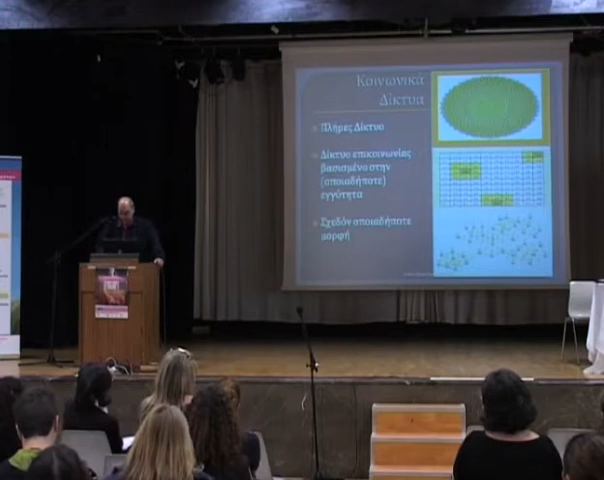 Κοινωνικά
Δίκτυα
Πλήρες Δίκτυο
Δίκτυο επικοινωνίας
βασισμένο στην
(οποιαδήποτε)
εγγύτητα
Σχεδόν οποιαδήποτε
μορφή